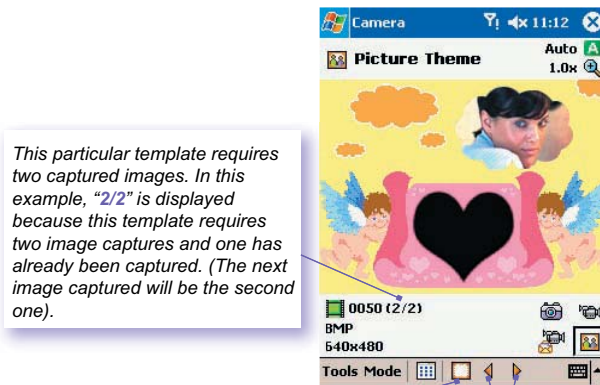 Camera 11:12
Picture Theme
Auto A
1.0x
This particular template requires
two captured images. In this
example, “2/2” is displayed
because this template requires
two image captures and one has
already been captured. (The next
image captured will be the second
one).
0050 (2/2)
BMP
640x480
Tools Mode